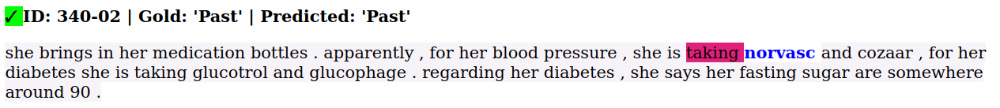 ✓ID: 340-02 | Gold: 'Past' | Predicted: 'Past'
she brings in her medication bottles . apparently , for her blood pressure , she is taking norvasc and cozaar , for her
diabetes she is taking glucotrol and glucophage . regarding her diabetes , she says her fasting sugar are somewhere
around 90 .